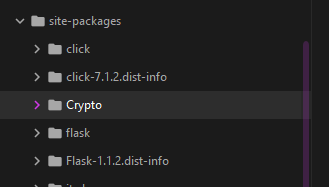 site-packages
click
click-7.1.2.dist-info
Crypto
flask
Flask-1.1.2.dist-info